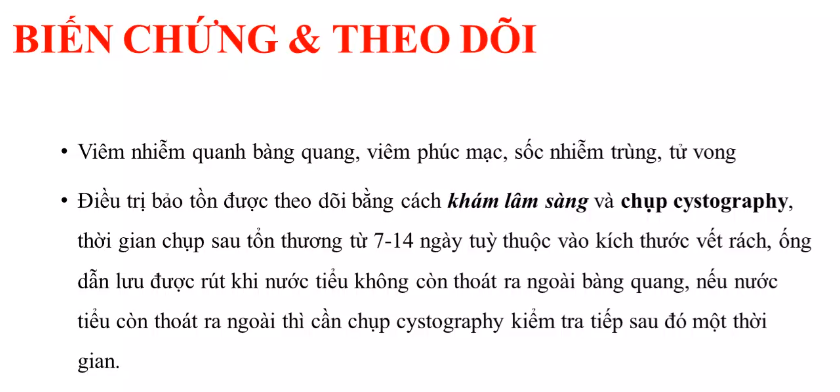 BIẾN CHỨNG & THEO DÕI
• Viêm nhiễm quanh bàng quang, viêm phúc mạc, sốc nhiễm trùng, tử vong
• Điều trị bảo tồn được theo dõi bằng cách khám lâm sàng và chụp cystography,
thời gian chụp sau tổn thương từ 7-14 ngày tuỳ thuộc vào kích thước vết rách, ống
dẫn lưu được rút khi nước tiểu không còn thoát ra ngoài bàng quang, nếu nước
tiểu còn thoát ra ngoài thì cần chụp cystography kiểm tra tiếp sau đó một thời
gian.